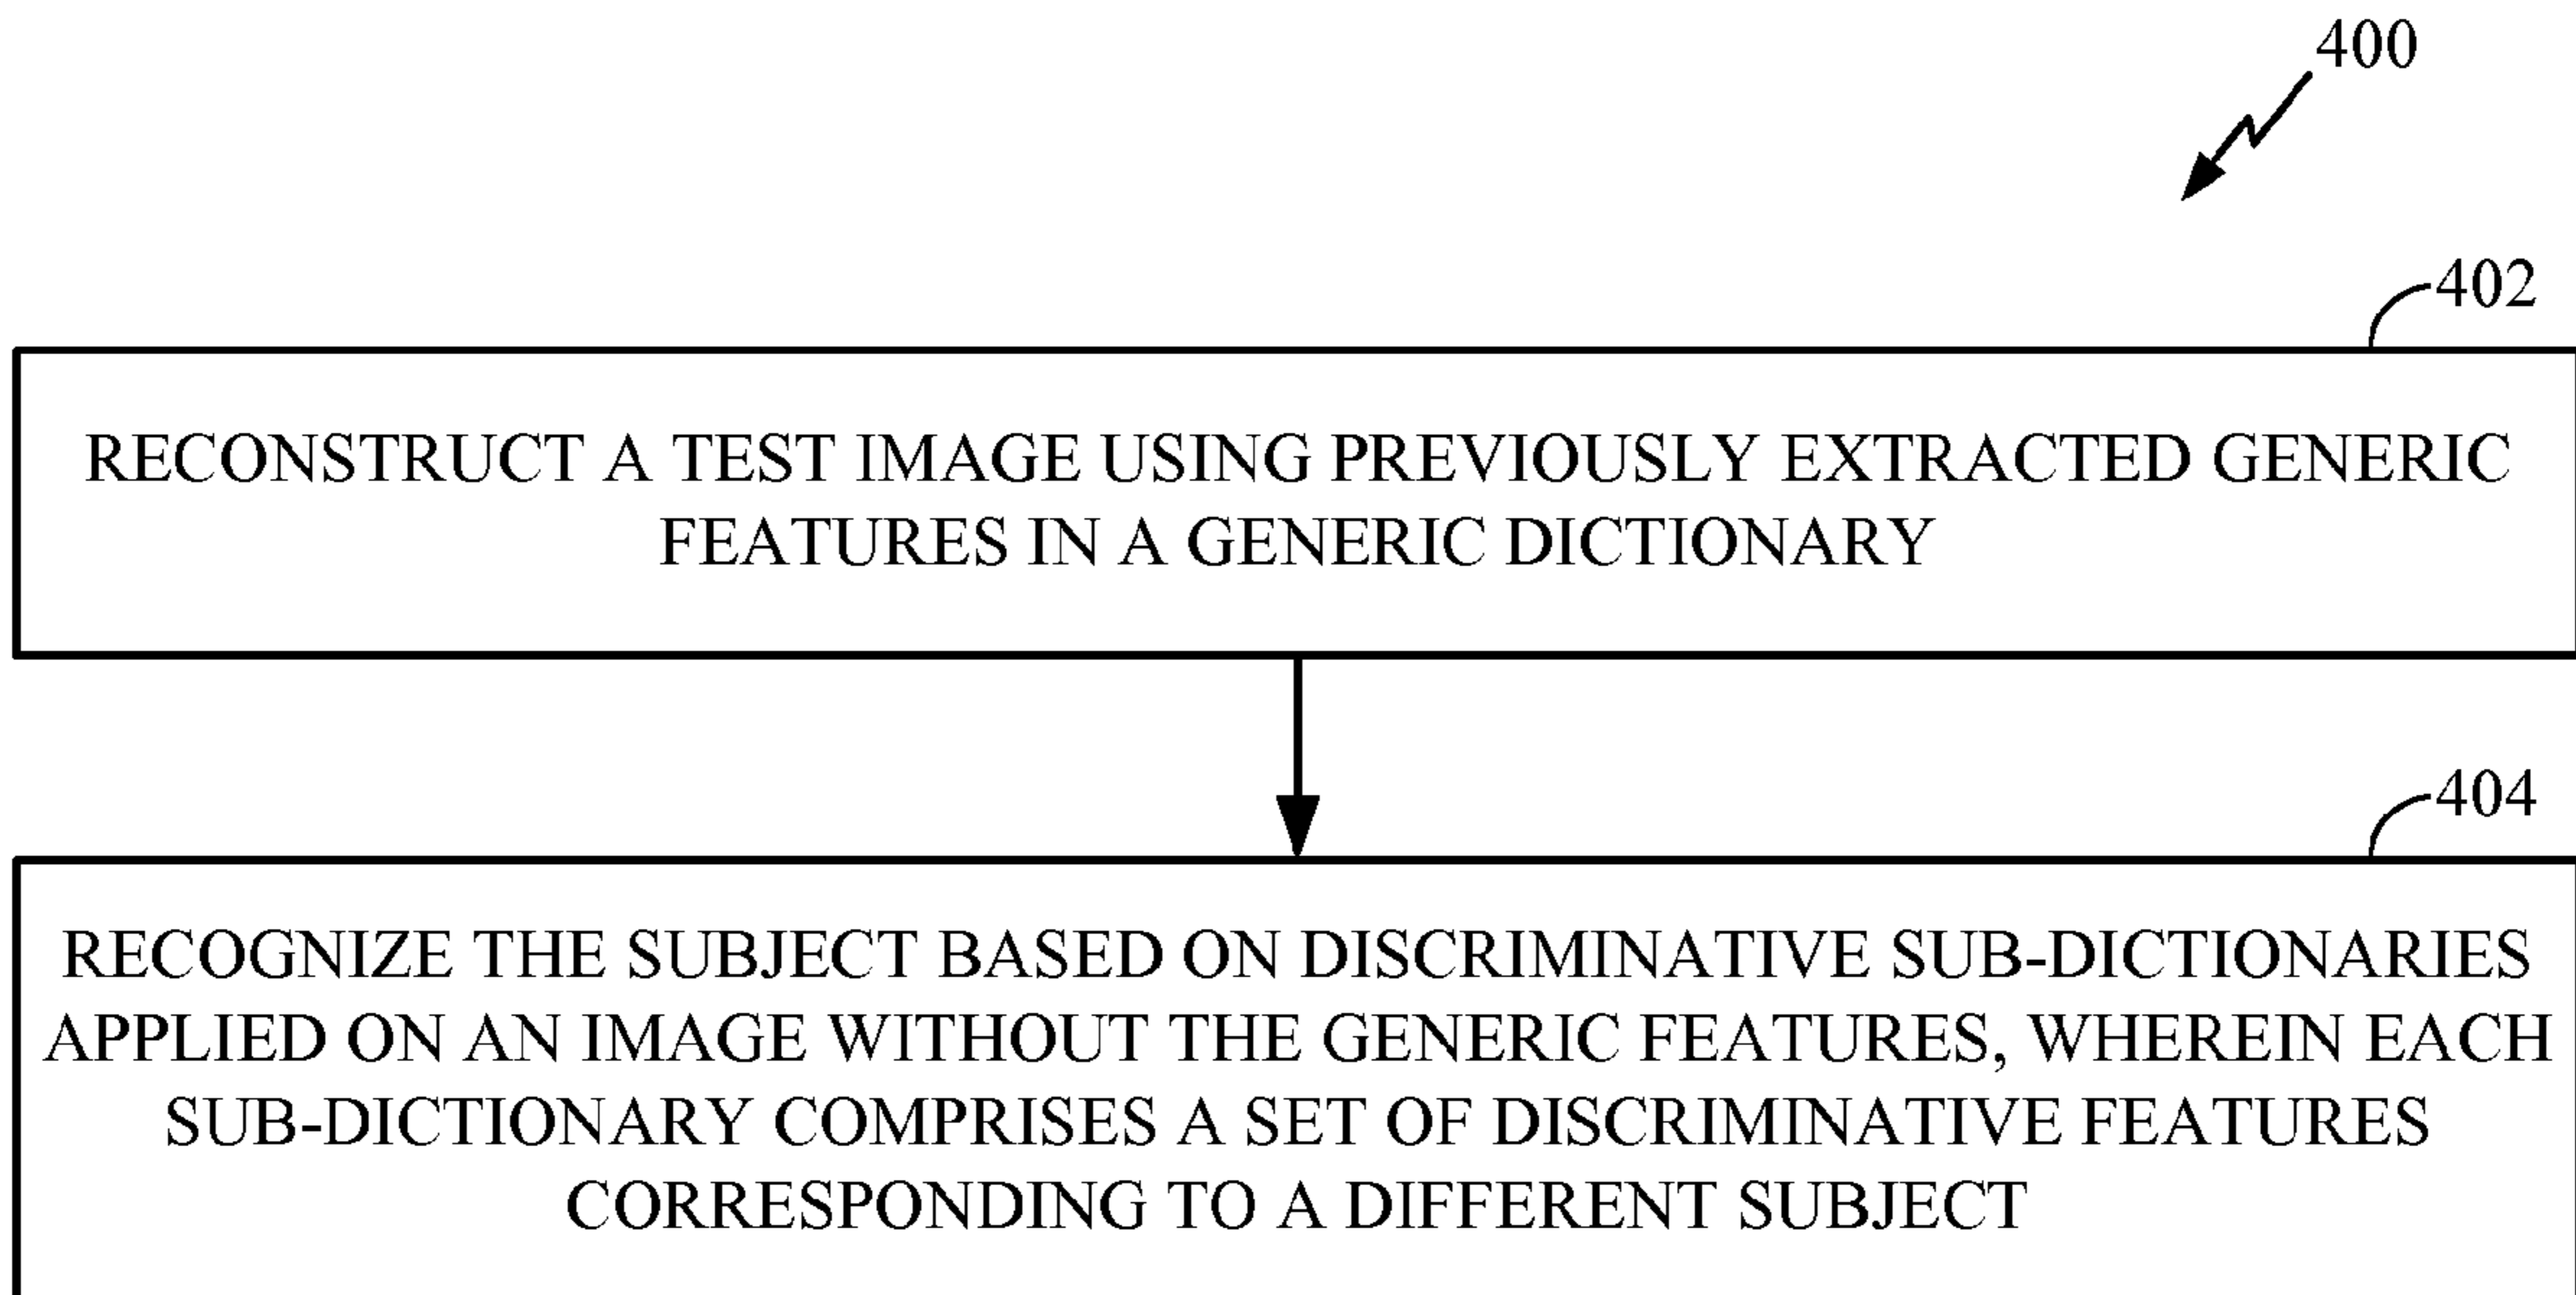 400
402
RECONSTRUCT A TEST IMAGE USING PREVIOUSLY EXTRACTED GENERIC
FEATURES IN A GENERIC DICTIONARY
404
RECOGNIZE THE SUBJECT BASED ON DISCRIMINATIVE SUB-DICTIONARIES
APPLIED ON AN IMAGE WITHOUT THE GENERIC FEATURES, WHEREIN EACH
SUB-DICTIONARY COMPRISES A SET OF DISCRIMINATIVE FEATURES
CORRESPONDING TO A DIFFERENT SUBJECT